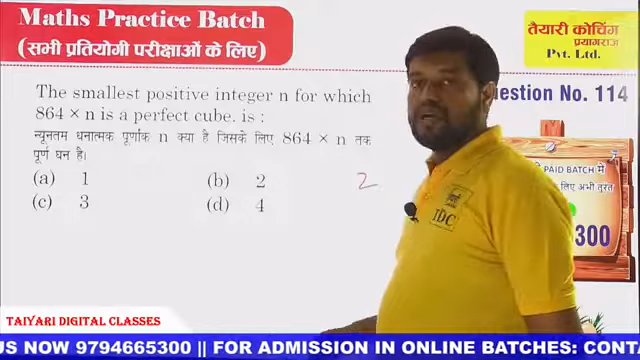 Maths Practice Batch
(सभी प्रतियोगी परीक्षाओं के लिए)
तैयारी कोचिंग
प्रयागराज
Pvt. Ltd.
uestion No. 114
The smallest positive integer n for which
864 × n is a perfect cube. is :
न्यूनतम धनात्मक पूर्णांक n क्या है जिसके लिए 864 × n तक
पूर्ण घन है।
(a) 1 (b) 2
(c) 3 (d) 4
2
PAID BATCH में
के लिए अभी तुरंत
300
IDC
TAIYARI DIGITAL CLASSES
US NOW 9794665300 || FOR ADMISSION IN ONLINE BATCHES: CONT